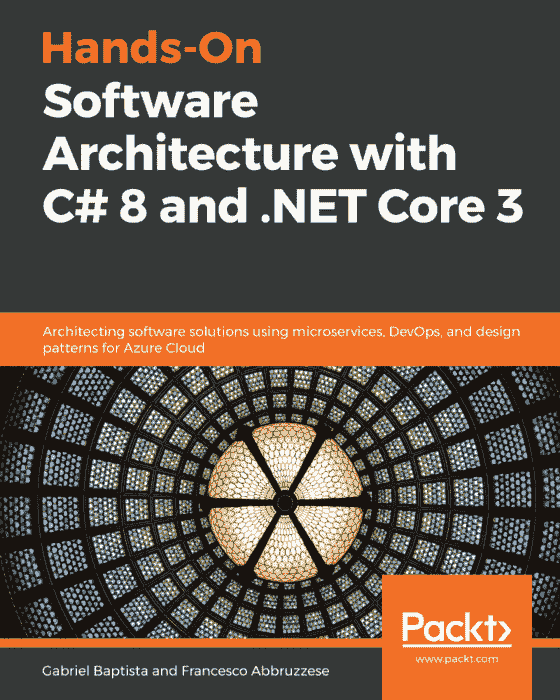 Hands-On
Software
Architecture with
C# 8 and .NET Core 3
Architecting software solutions using microservices, DevOps, and design
patterns for Azure Cloud
Packt>
www.packt.com
Gabriel Baptista and Francesco Abbruzzese